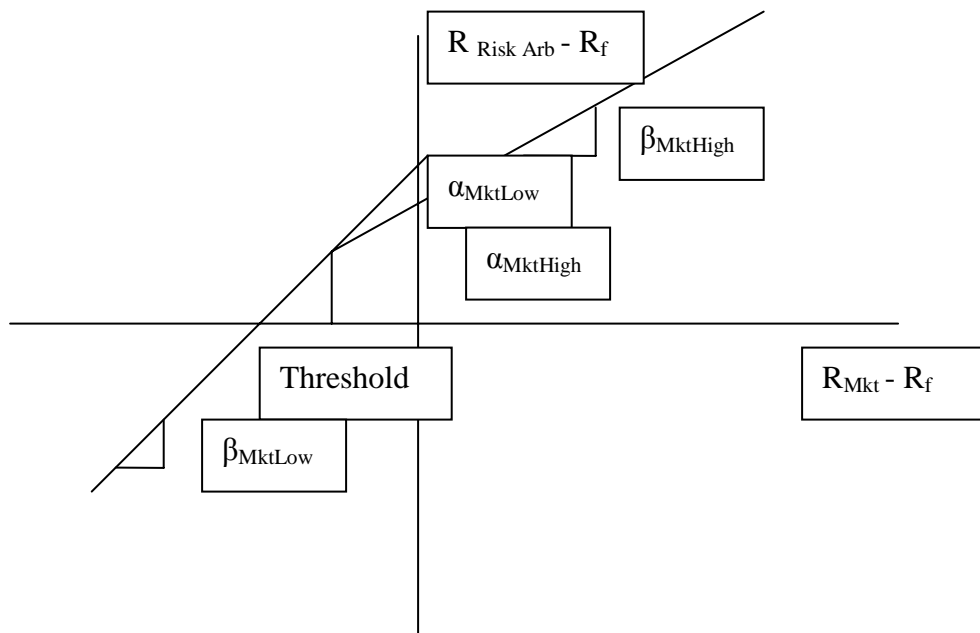 R Risk Arb - Rf
βMktHigh
αMktLow
αMktHigh
Threshold
RMkt - Rf
βMktLow